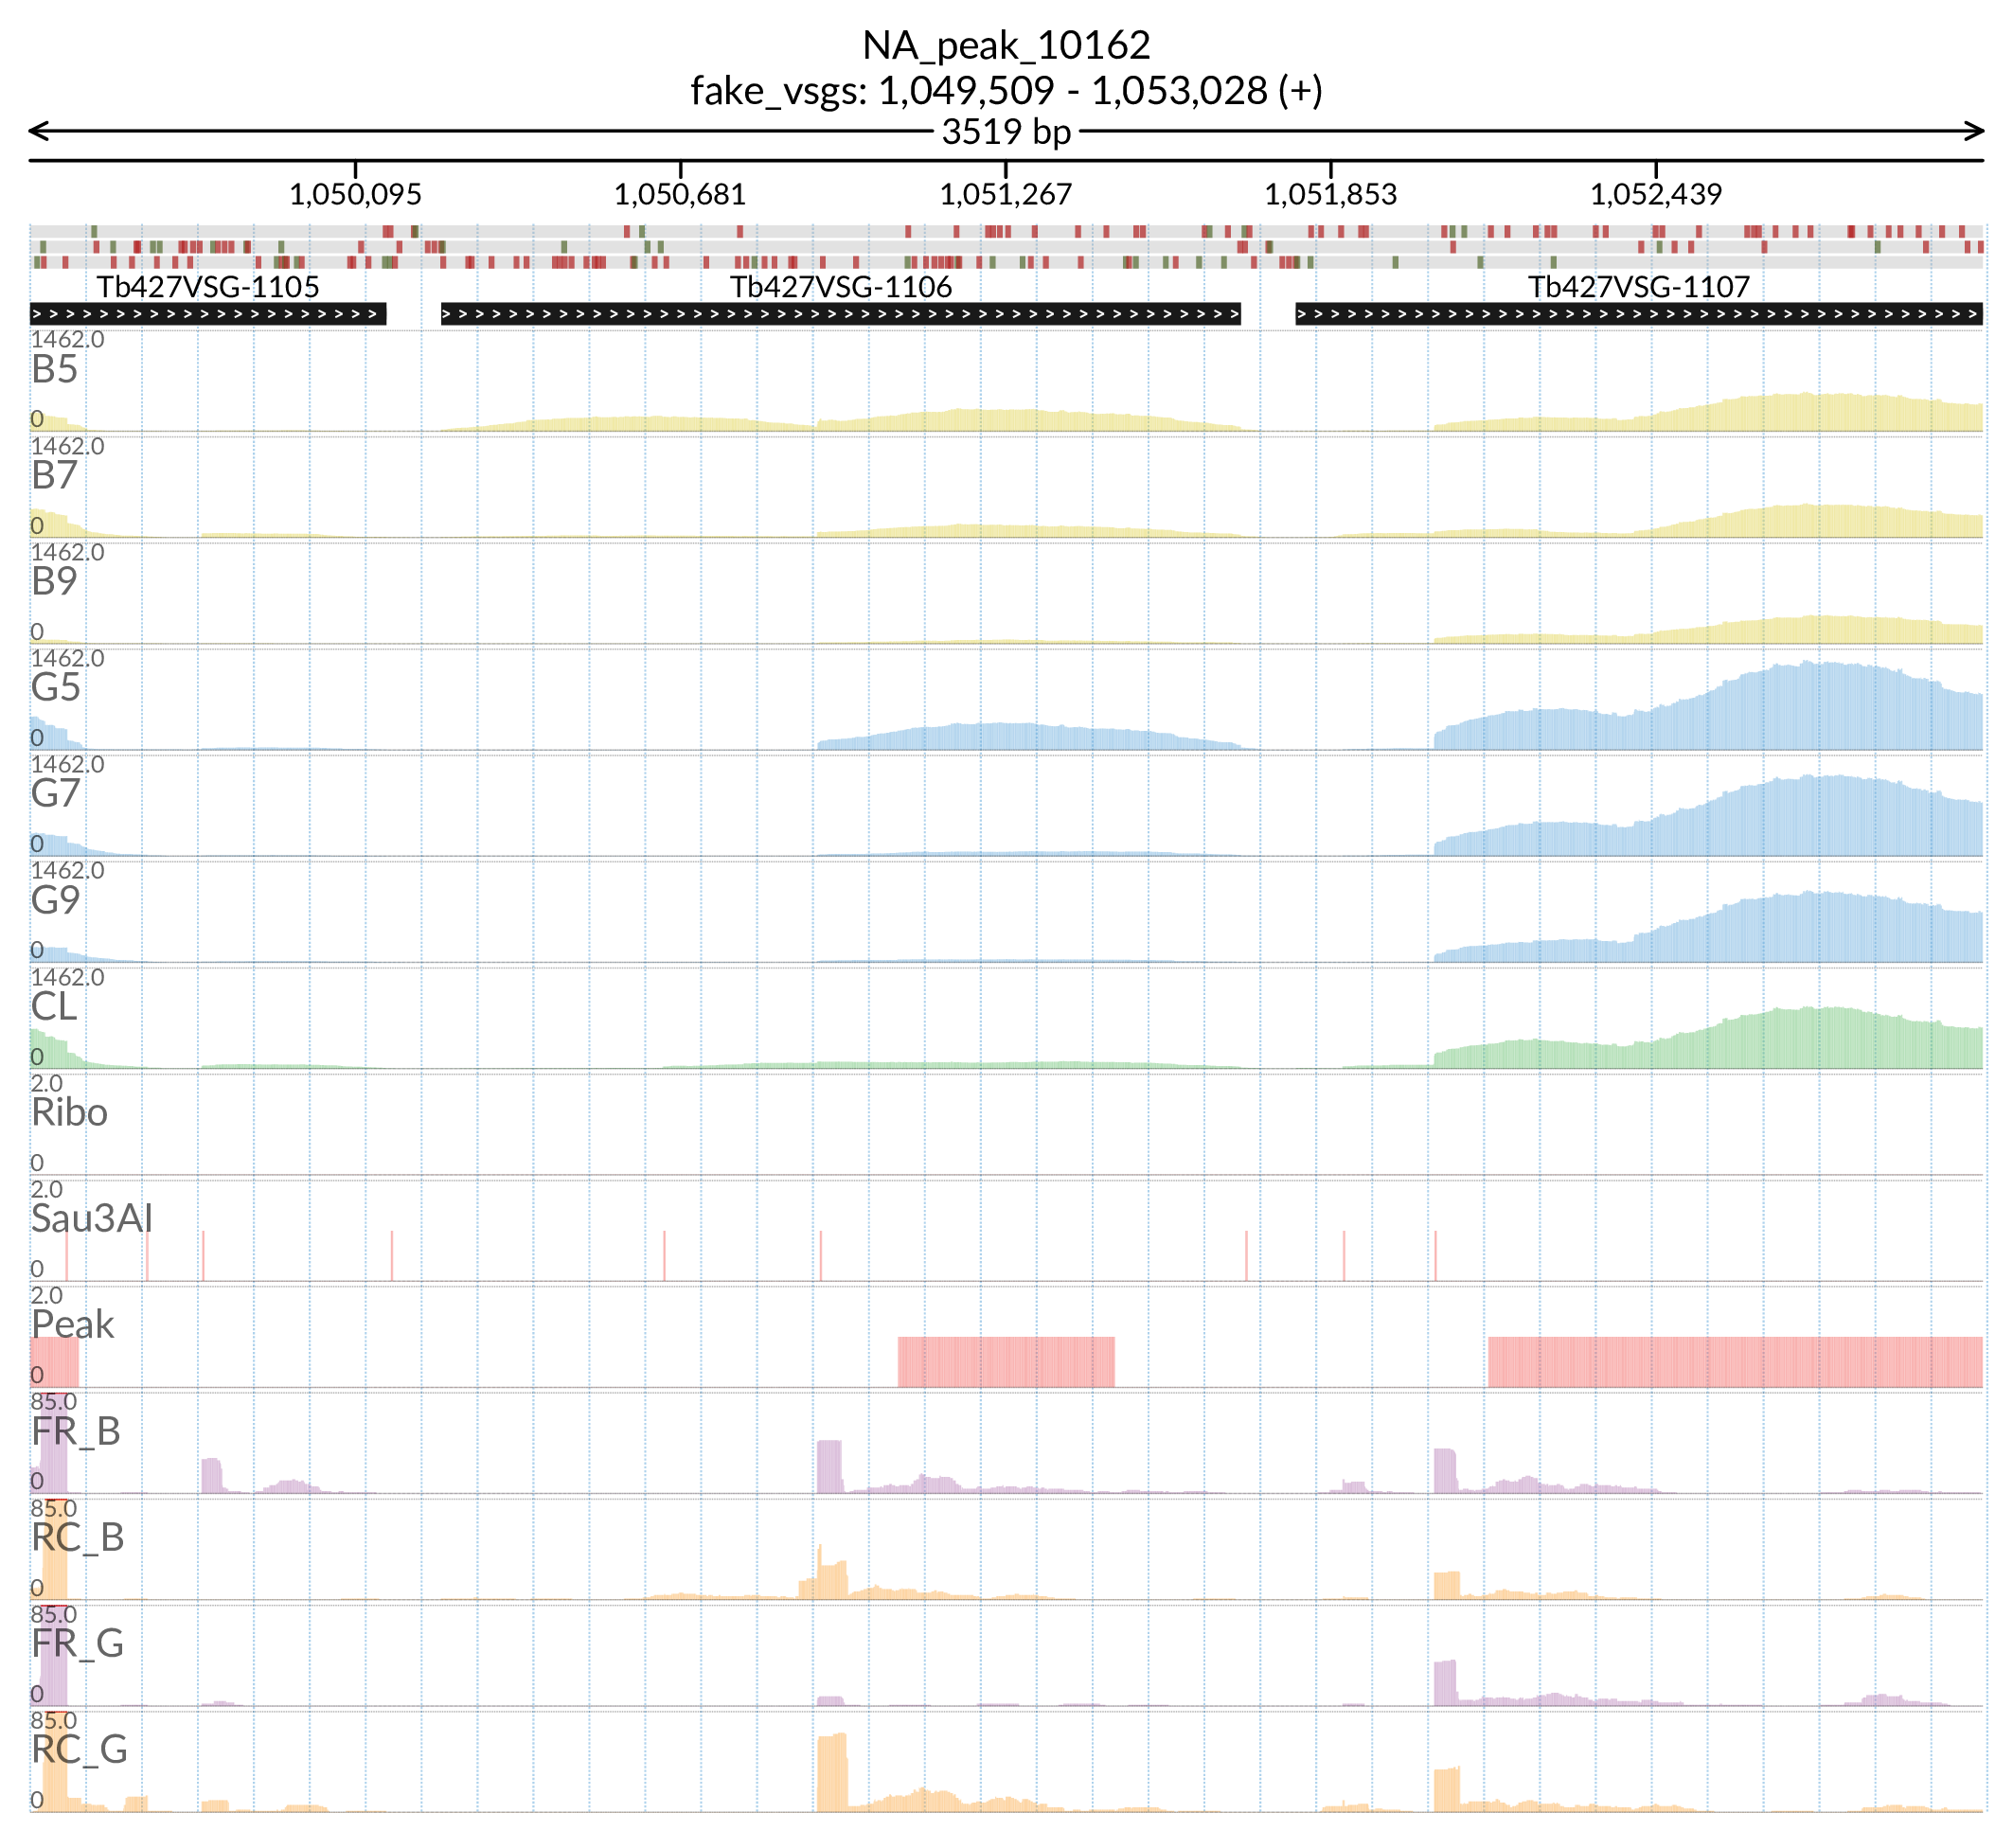 NA_peak_10162
fake_vsgs: 1,049,509 - 1,053,028 (+)
3519 bp
1,050,095 1,050,681 1,051,267 1,051,853 1,052,439
Tb427VSG-1105 Tb427VSG-1106 Tb427VSG-1107
1462.0
B5
0
1462.0
B7
0
1462.0
B9
0
1462.0
G5
0
1462.0
G7
0
1462.0
G9
0
1462.0
CL
0
2.0
Ribo
0
2.0
Sau3AI
0
2.0
Peak
0
85.0
FR_B
0
85.0
RC_B
0
85.0
FR_G
0
85.0
RC_G
0